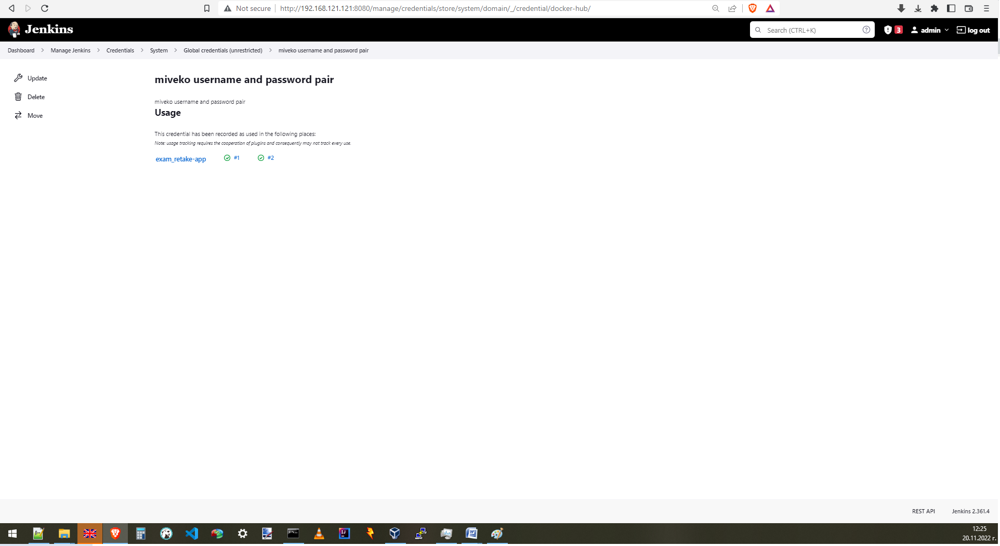 Not secure http://192.168.121.121:8080/manage/credentials/store/system/domain/_/credential/docker-hub/
Jenkins Search (CTRL+K) 3 admin log out
Dashboard Manage Jenkins Credentials System Global credentials (unrestricted) miveko username and password pair
Update
Delete
Move
miveko username and password pair
miveko username and password pair
Usage
This credential has been recorded as used in the following places:
Note: usage tracking requires the cooperation of plugins and consequently may not track every use.
exam_retake-app #1 #2
REST API Jenkins 2.361.4
12:25
20.11.2022 г.